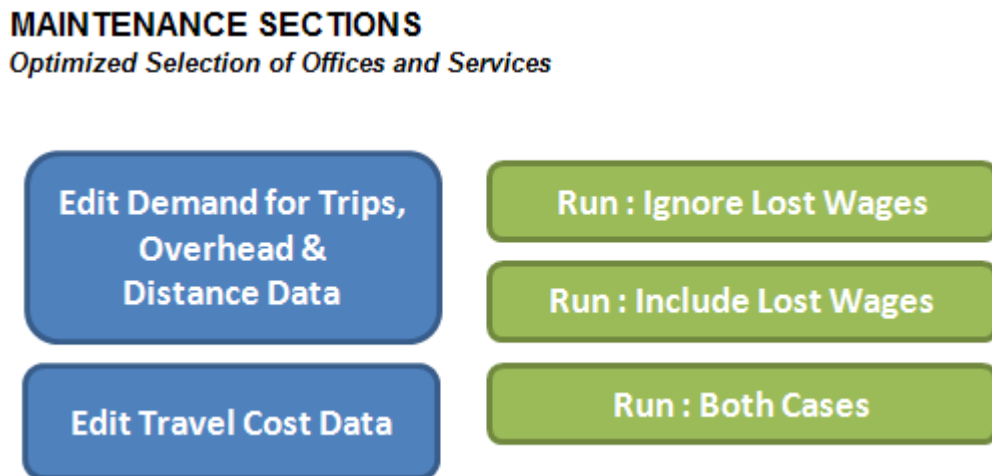 MAINTENANCE SECTIONS
Optimized Selection of Offices and Services
Edit Demand for Trips,
Overhead &
Distance Data
Edit Travel Cost Data
Run : Ignore Lost Wages
Run : Include Lost Wages
Run : Both Cases